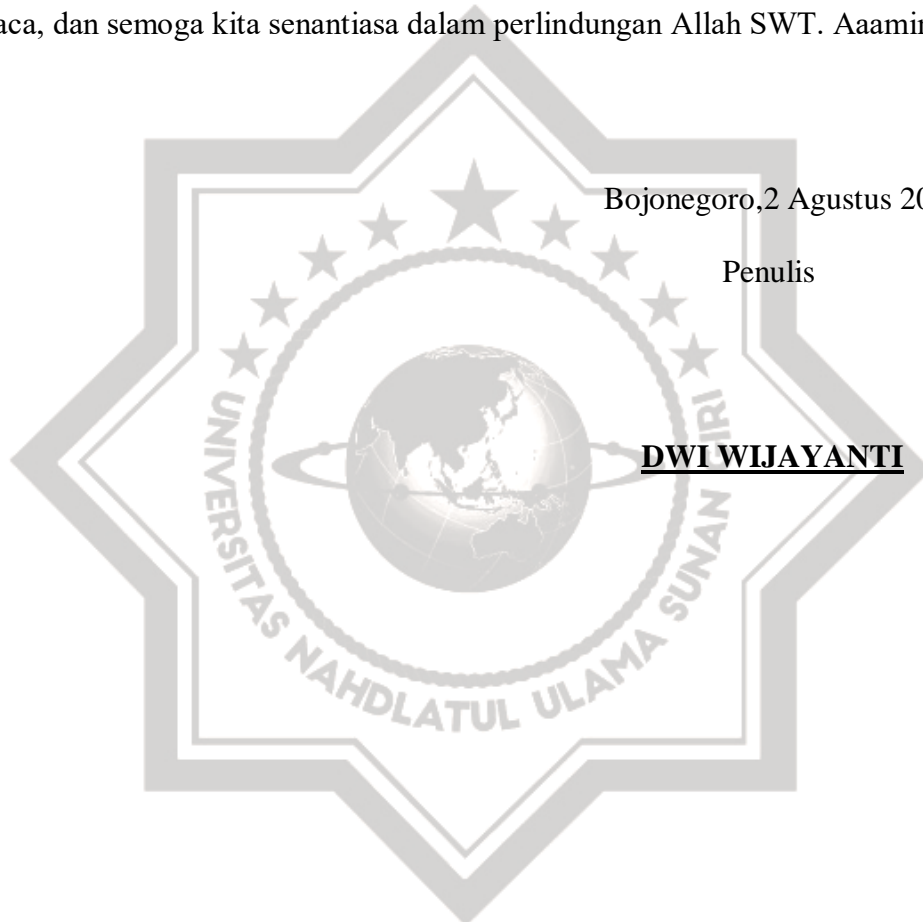 aca, dan semoga kita senantiasa dalam perlindungan Allah SWT. Aaamin
Bojonegoro,2 Agustus 20
Penulis
DWI WIJAYANTI
UNIVERSITAS NAHDLATUL ULAMA SUNAN GIRI